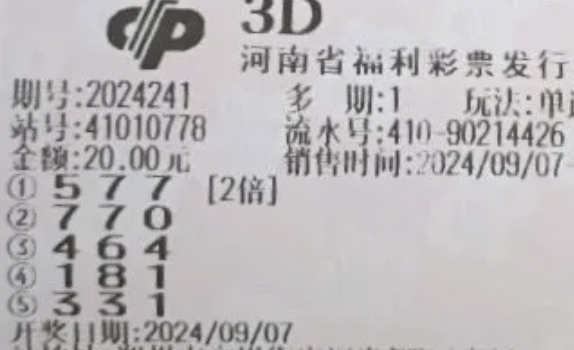 3D
河南省福利彩票发行
期号:2024241 多 期:1 玩法:单
站号:41010778 流水号:410-90214426
金额:20.00元 销售时间:2024/09/07-
① 5 7 7 [2倍]
② 7 7 0
③ 4 6 4
④ 1 8 1
⑤ 3 3 1
开奖日期:2024/09/07